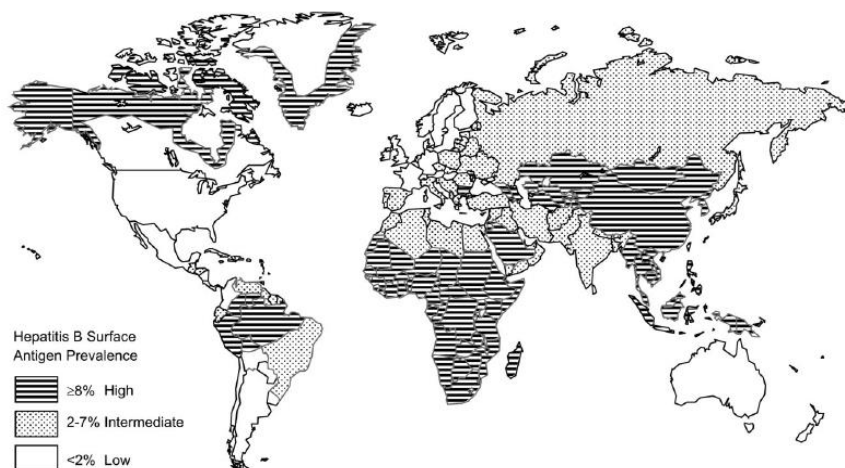 Hepatitis B Surface
Antigen Prevalence
≥8% High
2-7% Intermediate
<2% Low